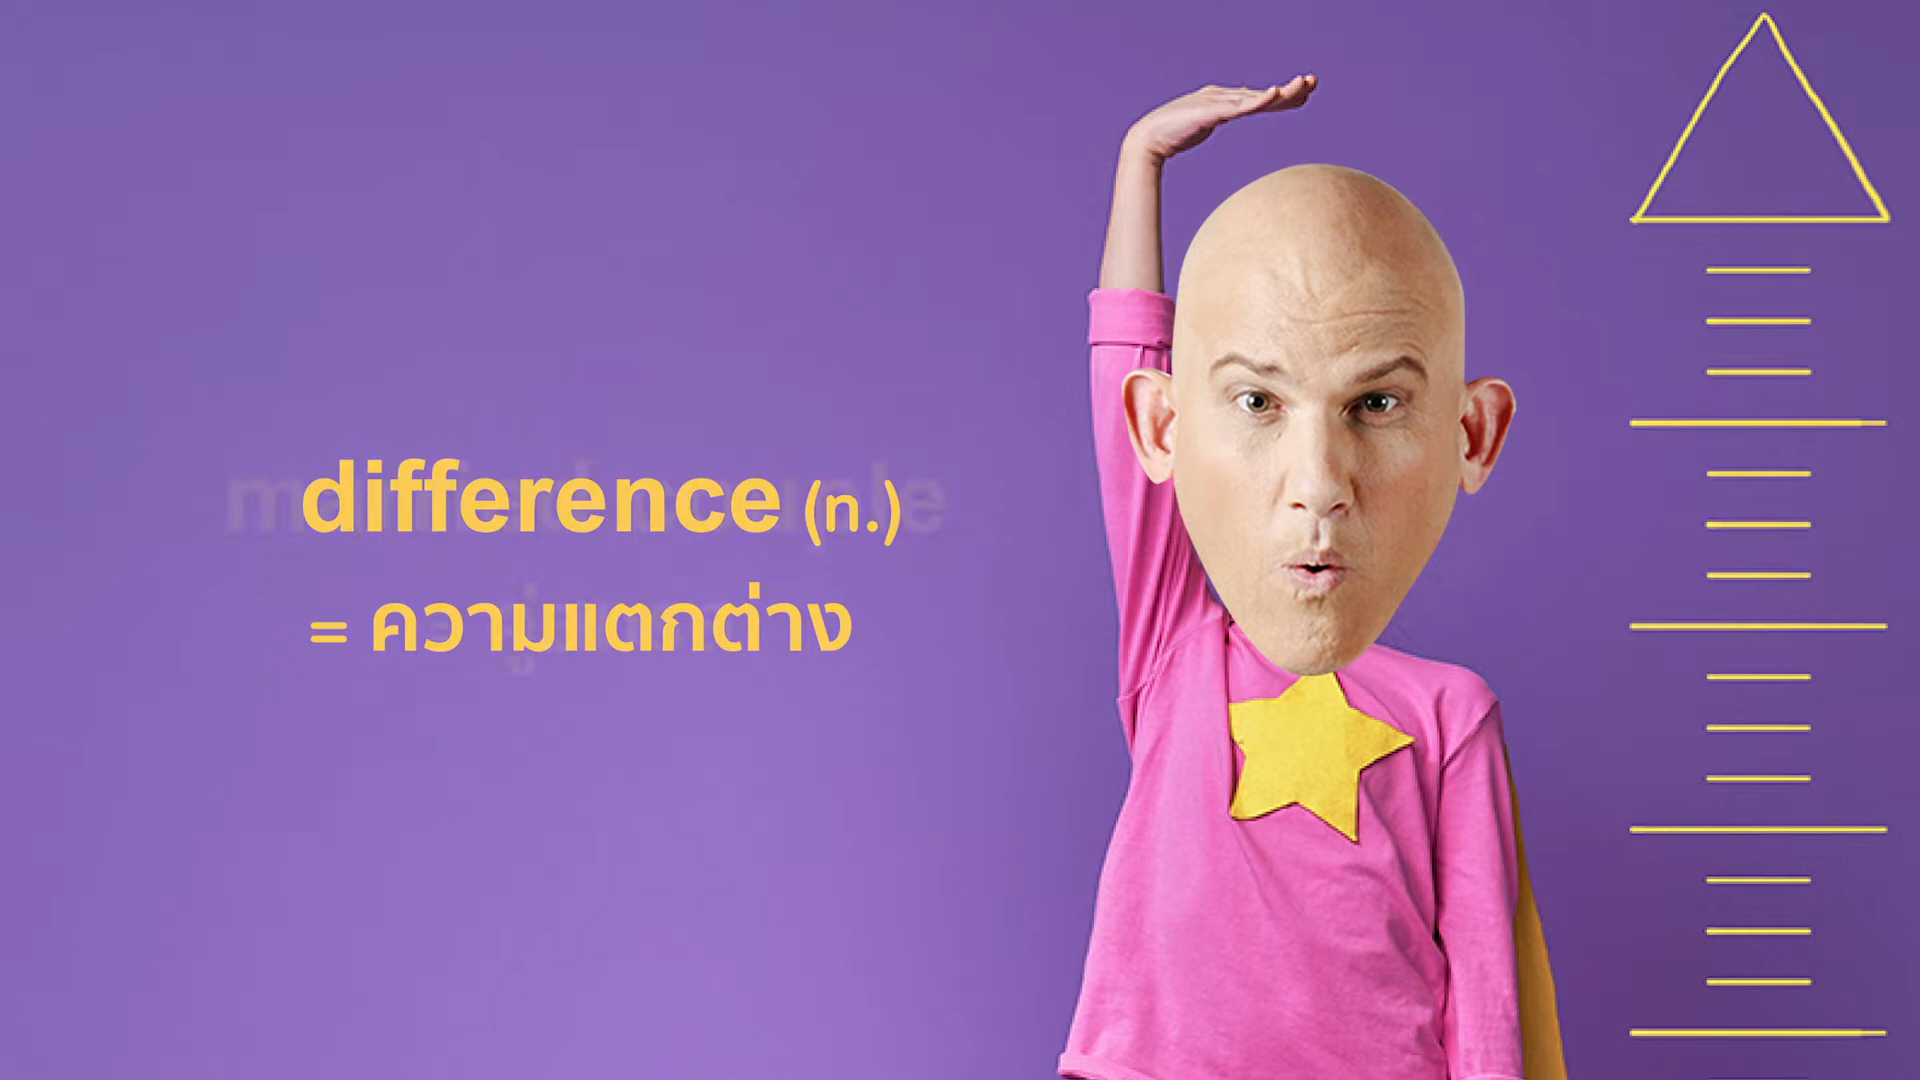 difference (n.)
= ความแตกต่าง